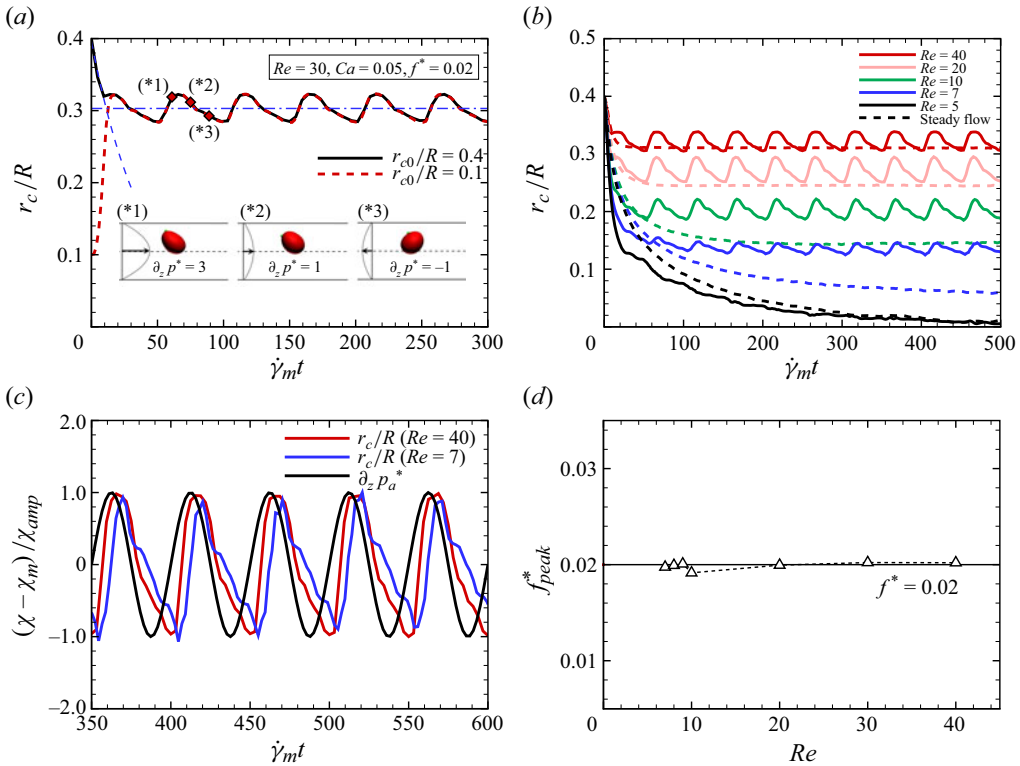 (a)
0.4
0.3
0.2
0.1
0
50
100
150
200
250
300
r_c/R
γ̇_m t
Re = 30, Ca = 0.05, f* = 0.02
(*1)
(*2)
(*3)
r_c0/R = 0.4
r_c0/R = 0.1
(*1)
(*2)
(*3)
∂_z p* = 3
∂_z p* = 1
∂_z p* = −1
(b)
0.5
0.4
0.3
0.2
0.1
0
100
200
300
400
500
r_c/R
γ̇_m t
Re = 40
Re = 20
Re = 10
Re = 7
Re = 5
Steady flow
(c)
2.0
1.0
0
−1.0
−2.0
350
400
450
500
550
600
(χ − χ_m)/χ_amp
γ̇_m t
r_c/R (Re = 40)
r_c/R (Re = 7)
∂_z p_a*
(d)
0.03
0.02
0.01
0
10
20
30
40
f*_peak
f* = 0.02
Re